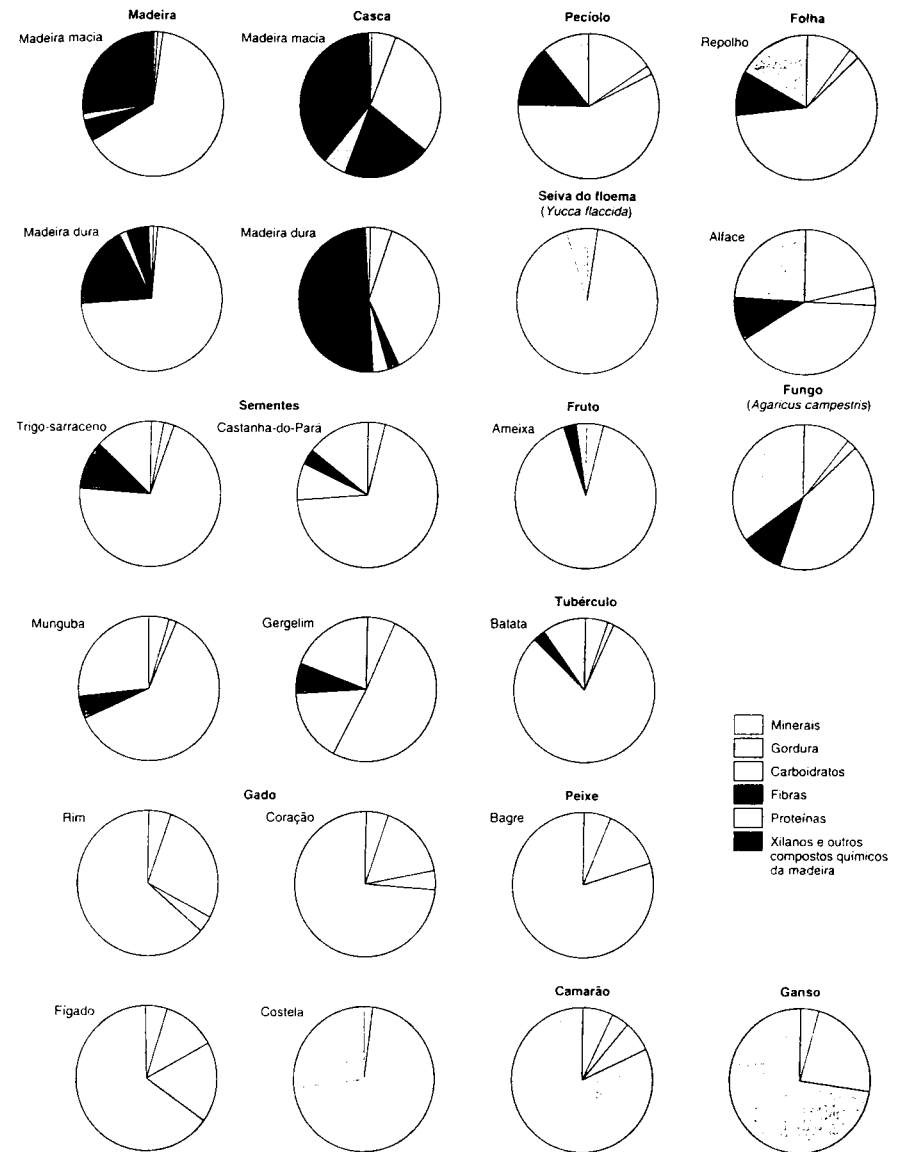 Madeira
Madeira macia
Casca
Madeira macia
Pecíolo
Folha
Repolho
Madeira dura
Madeira dura
Seiva do floema
(Yucca flaccida)
Alface
Sementes
Trigo-sarraceno
Castanha-do-Pará
Fruto
Ameixa
Fungo
(Agaricus campestris)
Munguba
Gergelim
Tubérculo
Batata
Minerais
Gordura
Carboidratos
Fibras
Proteínas
Xilanos e outros
compostos químicos
da madeira
Gado
Rim
Coração
Peixe
Bagre
Fígado
Costela
Camarão
Ganso